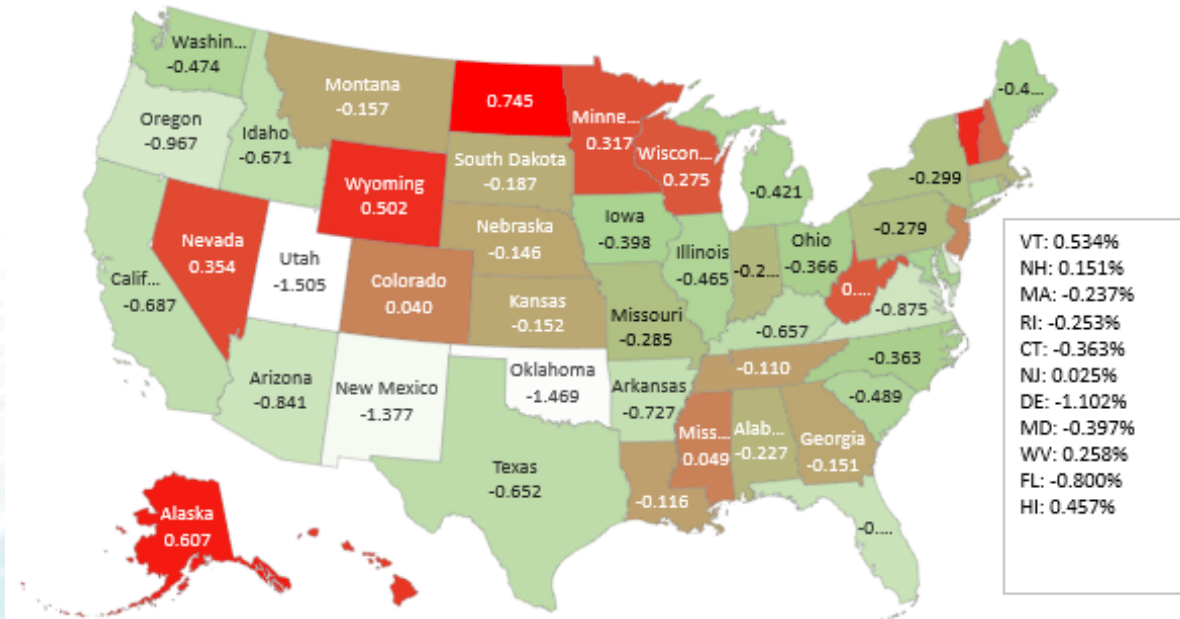 Washin...
-0.474
Montana
-0.157
0.745
Minne...
0.317
-0.4...
Oregon
-0.967
Idaho
-0.671
South Dakota
-0.187
Wiscon...
0.275
-0.299
Wyoming
0.502
-0.421
Nebraska
-0.146
Iowa
-0.398
-0.279
Nevada
0.354
Utah
-1.505
Illinois
-0.465
-0.2...
Ohio
-0.366
Calif...
-0.687
Colorado
0.040
Kansas
-0.152
Missouri
-0.285
0....
-0.875
-0.657
-0.363
-0.110
Arizona
-0.841
New Mexico
-1.377
Oklahoma
-1.469
Arkansas
-0.727
-0.489
Miss...
0.049
Alab...
-0.227
Georgia
-0.151
Texas
-0.652
-0.116
-0....
Alaska
0.607
VT: 0.534%
NH: 0.151%
MA: -0.237%
RI: -0.253%
CT: -0.363%
NJ: 0.025%
DE: -1.102%
MD: -0.397%
WV: 0.258%
FL: -0.800%
HI: 0.457%